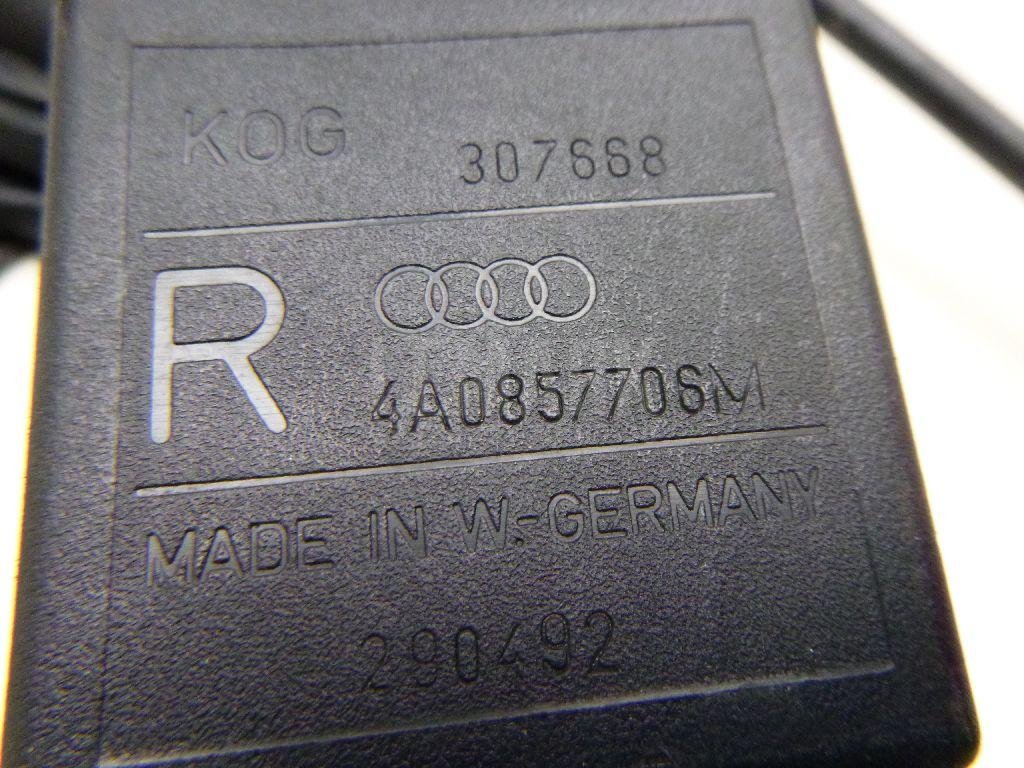 KOG 307668
R
4A0857706M
MADE IN W.-GERMANY
290492